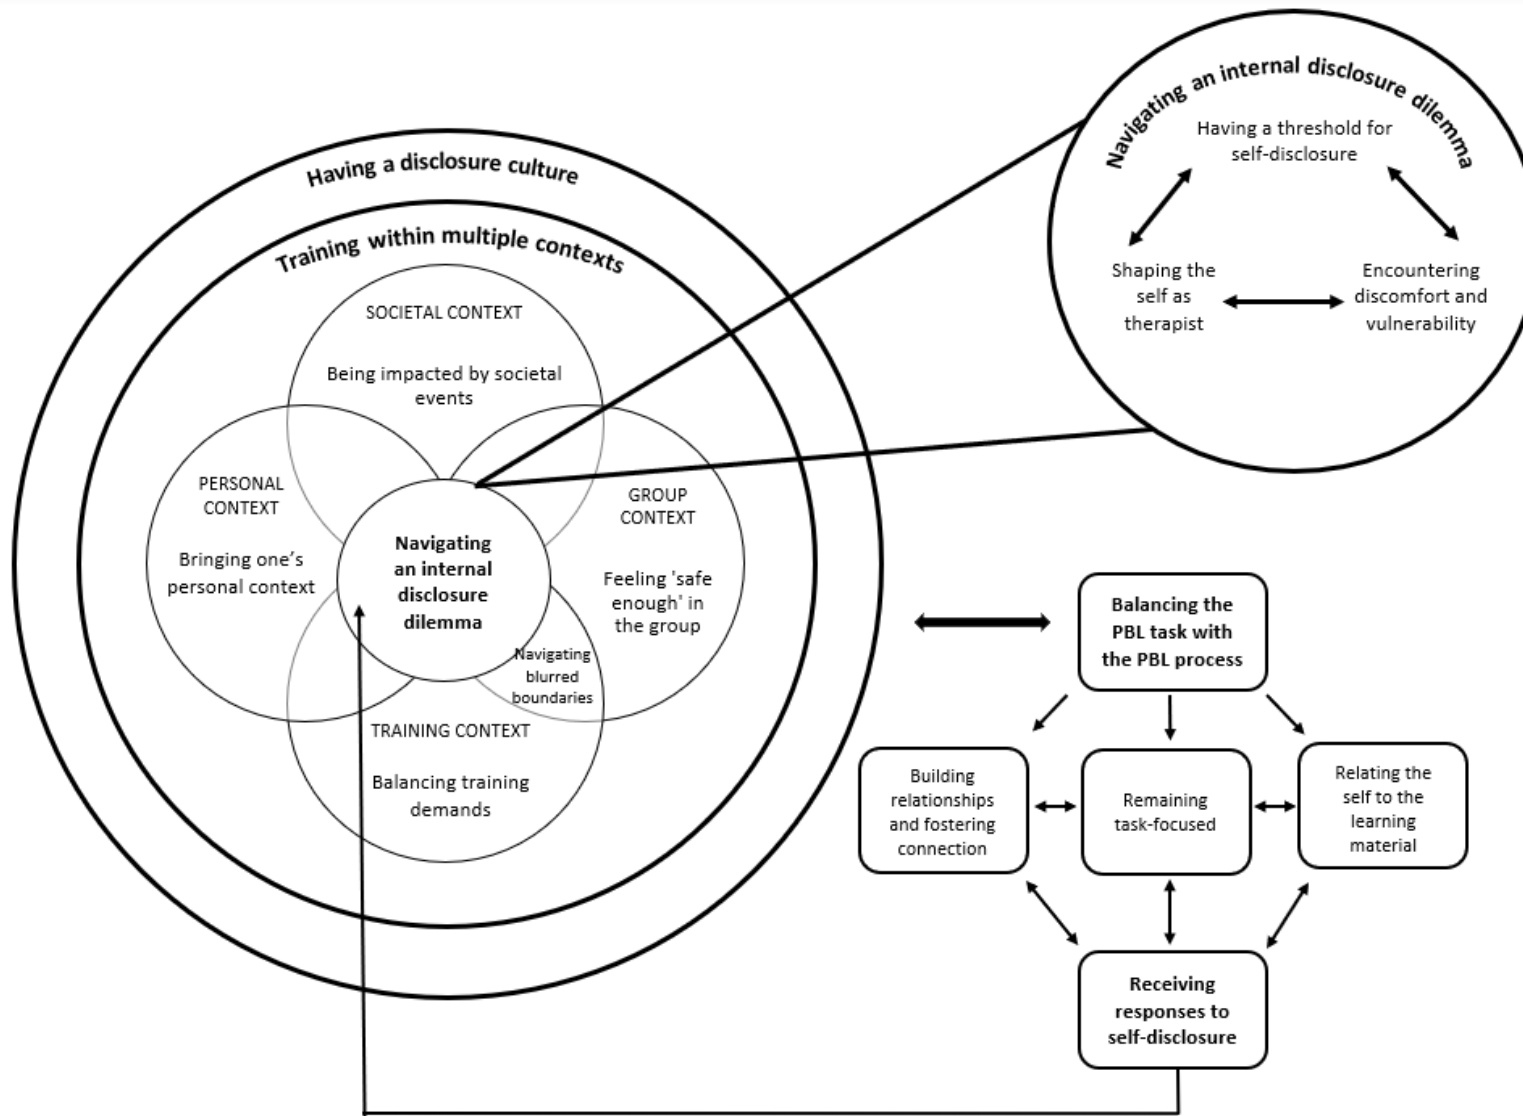 Having a disclosure culture
Training within multiple contexts
SOCIETAL CONTEXT
Being impacted by societal
events
PERSONAL
CONTEXT
Bringing one’s
personal context
Navigating
an internal
disclosure
dilemma
GROUP
CONTEXT
Feeling 'safe
enough' in
the group
Navigating
blurred
boundaries
TRAINING CONTEXT
Balancing training
demands
Navigating an internal disclosure dilemma
Having a threshold for
self-disclosure
Shaping the
self as
therapist
Encountering
discomfort and
vulnerability
Balancing the
PBL task with
the PBL process
Building
relationships
and fostering
connection
Remaining
task-focused
Relating the
self to the
learning
material
Receiving
responses to
self-disclosure